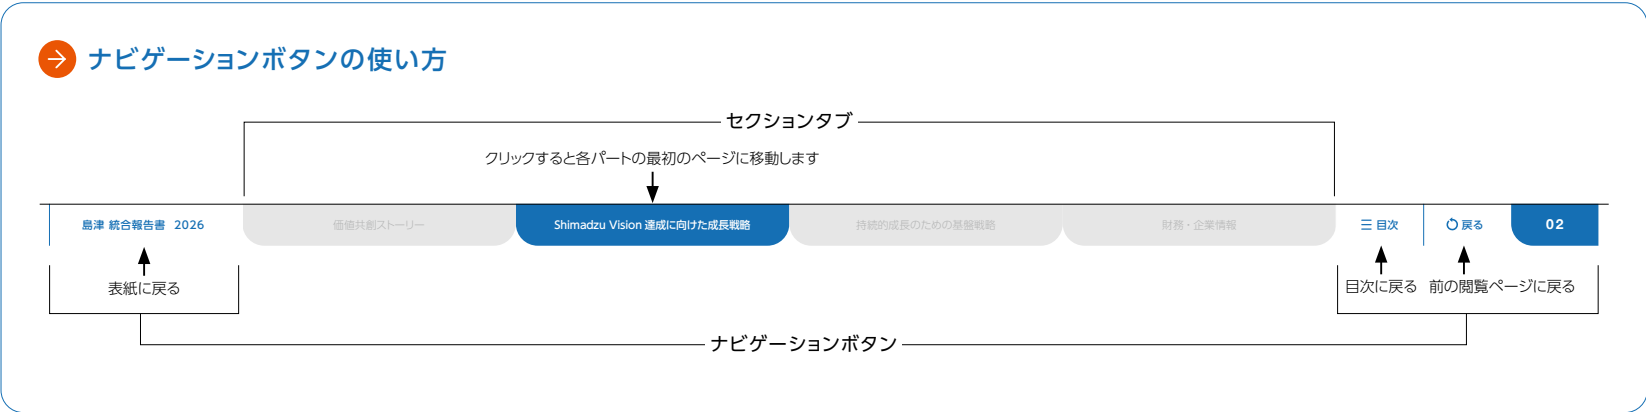 ナビゲーションボタンの使い方
セクションタブ
クリックすると各パートの最初のページに移動します
島津 統合報告書 2026
価値共創ストーリー
Shimadzu Vision 達成に向けた成長戦略
持続的成長のための基盤戦略
財務・企業情報
目次
戻る
02
表紙に戻る
目次に戻る
前の閲覧ページに戻る
ナビゲーションボタン